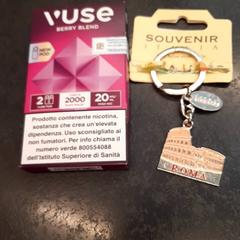 VUSE
BERRY BLEND
NEW
POD
2
2000
20
Prodotto contenente nicotina,
sostanza che crea un'elevata
dipendenza. Uso sconsigliato ai
non fumatori. Per info chiama il
numero verde 800554088
dell'Istituto Superiore di Sanità
SOUVENIR
ROMA